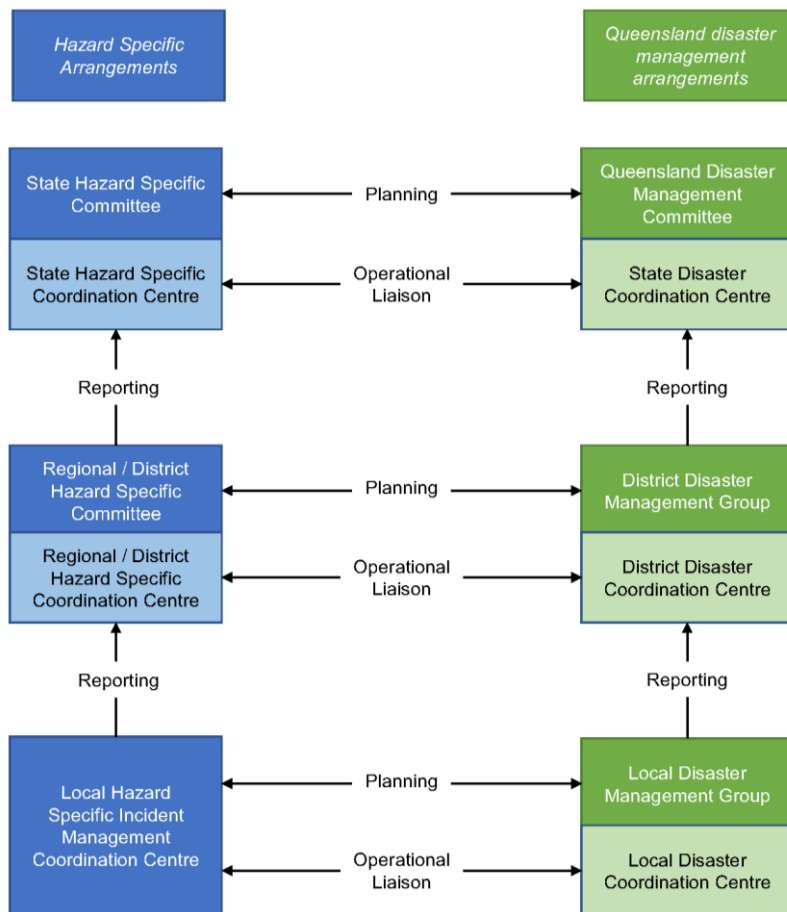 Hazard Specific
Arrangements
Queensland disaster
management
arrangements
State Hazard Specific
Committee
Planning
Queensland Disaster
Management
Committee
State Hazard Specific
Coordination Centre
Operational
Liaison
State Disaster
Coordination Centre
Reporting
Reporting
Regional / District
Hazard Specific
Committee
Planning
District Disaster
Management Group
Regional / District
Hazard Specific
Coordination Centre
Operational
Liaison
District Disaster
Coordination Centre
Reporting
Reporting
Local Hazard
Specific Incident
Management
Coordination Centre
Planning
Local Disaster
Management Group
Operational
Liaison
Local Disaster
Coordination Centre